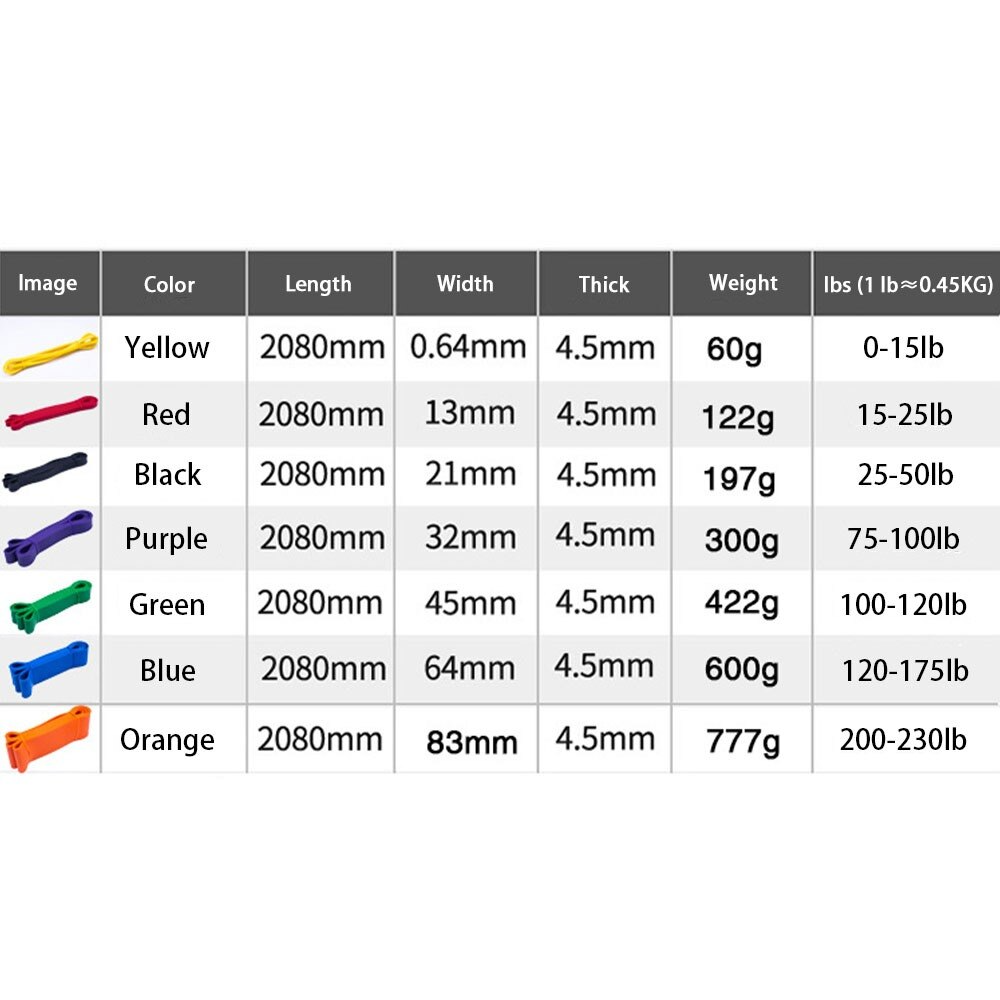 Image Color Length Width Thick Weight lbs (1 lb≈0.45KG)
Yellow 2080mm 0.64mm 4.5mm 60g 0-15lb
Red 2080mm 13mm 4.5mm 122g 15-25lb
Black 2080mm 21mm 4.5mm 197g 25-50lb
Purple 2080mm 32mm 4.5mm 300g 75-100lb
Green 2080mm 45mm 4.5mm 422g 100-120lb
Blue 2080mm 64mm 4.5mm 600g 120-175lb
Orange 2080mm 83mm 4.5mm 777g 200-230lb